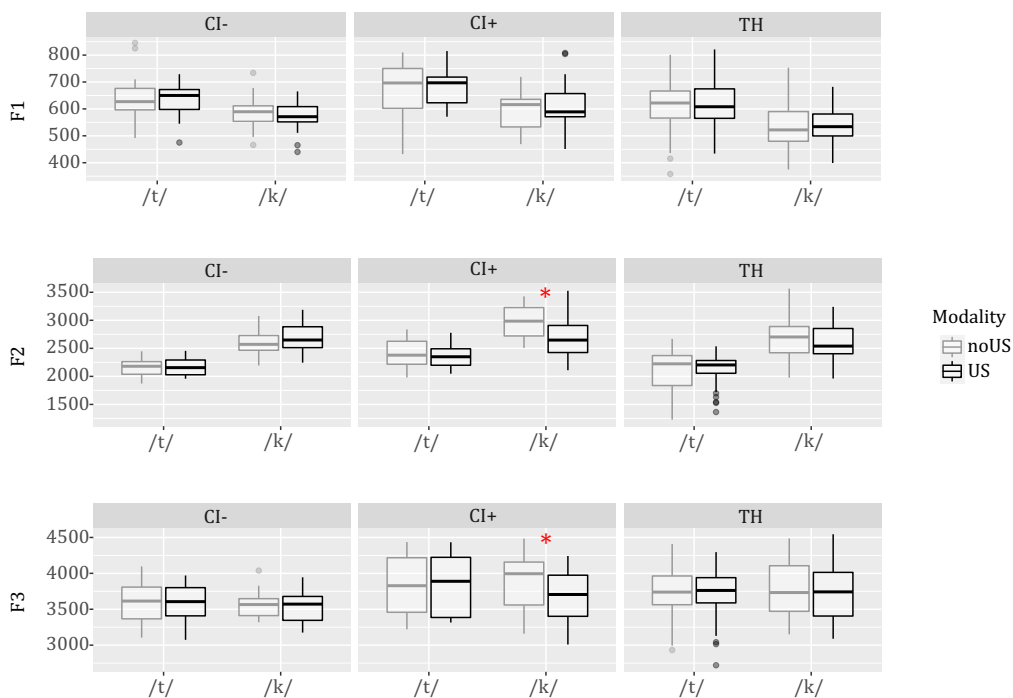 CI- CI+ TH
F1
800
700
600
500
400
/t/ /k/ /t/ /k/ /t/ /k/
CI- CI+ TH
F2
3500
3000
2500
2000
1500
*
/t/ /k/ /t/ /k/ /t/ /k/
Modality
noUS
US
CI- CI+ TH
F3
4500
4000
3500
3000
*
/t/ /k/ /t/ /k/ /t/ /k/